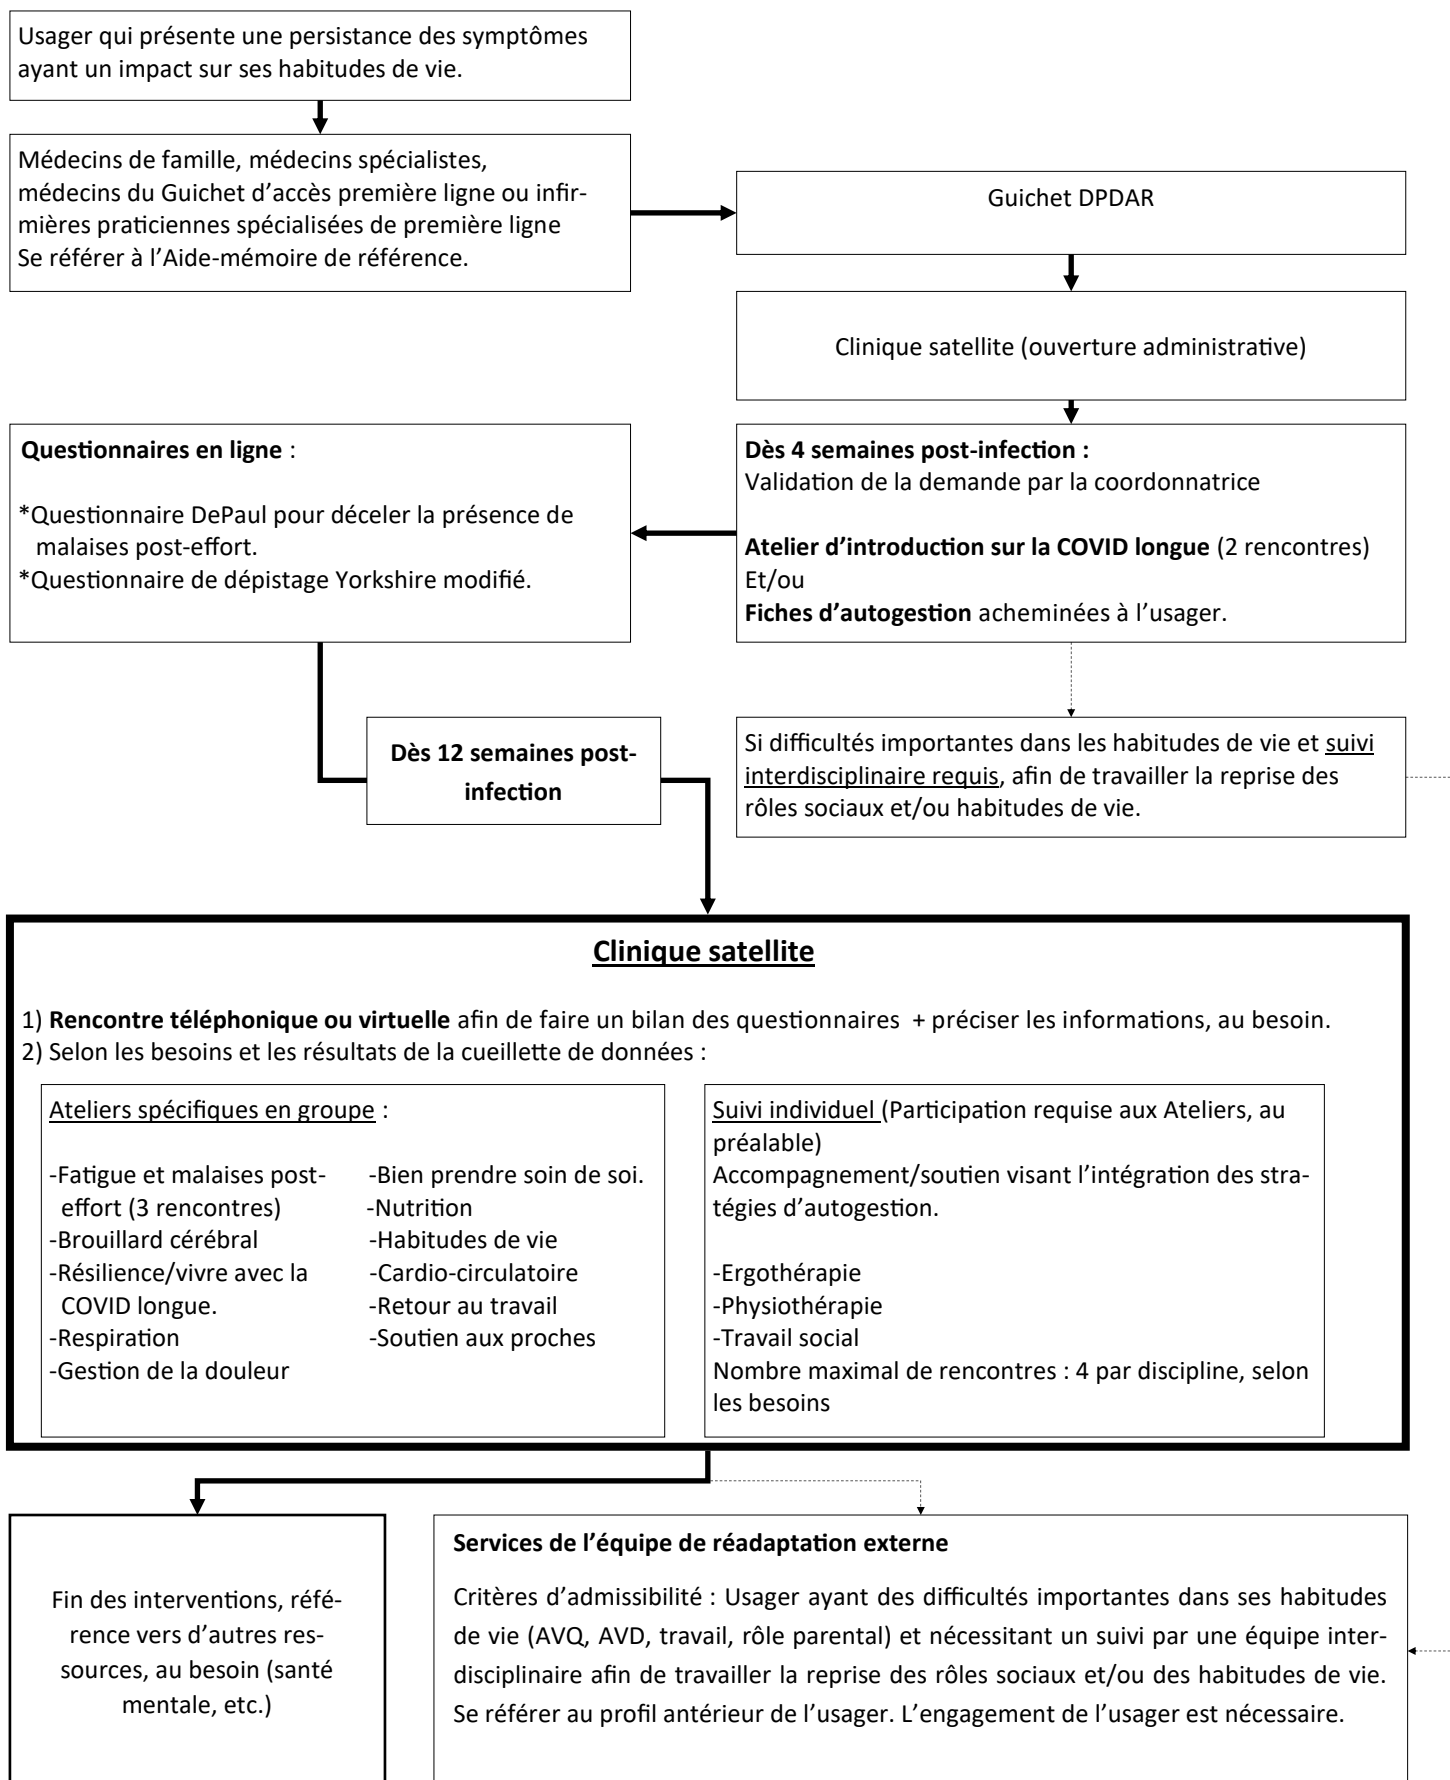 Usager qui présente une persistance des symptômes
ayant un impact sur ses habitudes de vie.
Médecins de famille, médecins spécialistes,
médecins du Guichet d’accès première ligne ou infir-
mières praticiennes spécialisées de première ligne
Se référer à l’Aide-mémoire de référence.
Guichet DPDAR
Clinique satellite (ouverture administrative)
Dès 4 semaines post-infection :
Validation de la demande par la coordonnatrice
Atelier d’introduction sur la COVID longue (2 rencontres)
Et/ou
Fiches d’autogestion acheminées à l’usager.
Questionnaires en ligne :
*Questionnaire DePaul pour déceler la présence de
malaises post-effort.
*Questionnaire de dépistage Yorkshire modifié.
Dès 12 semaines post-
infection
Si difficultés importantes dans les habitudes de vie et suivi
interdisciplinaire requis, afin de travailler la reprise des
rôles sociaux et/ou habitudes de vie.
Clinique satellite
1) Rencontre téléphonique ou virtuelle afin de faire un bilan des questionnaires + préciser les informations, au besoin.
2) Selon les besoins et les résultats de la cueillette de données :
Ateliers spécifiques en groupe :
-Fatigue et malaises post-
effort (3 rencontres)
-Brouillard cérébral
-Résilience/vivre avec la
COVID longue.
-Respiration
-Gestion de la douleur
-Bien prendre soin de soi.
-Nutrition
-Habitudes de vie
-Cardio-circulatoire
-Retour au travail
-Soutien aux proches
Suivi individuel (Participation requise aux Ateliers, au
préalable)
Accompagnement/soutien visant l’intégration des stra-
tégies d’autogestion.
-Ergothérapie
-Physiothérapie
-Travail social
Nombre maximal de rencontres : 4 par discipline, selon
les besoins
Fin des interventions, réfé-
rence vers d’autres res-
sources, au besoin (santé
mentale, etc.)
Services de l’équipe de réadaptation externe
Critères d’admissibilité : Usager ayant des difficultés importantes dans ses habitudes
de vie (AVQ, AVD, travail, rôle parental) et nécessitant un suivi par une équipe inter-
disciplinaire afin de travailler la reprise des rôles sociaux et/ou des habitudes de vie.
Se référer au profil antérieur de l’usager. L’engagement de l’usager est nécessaire.